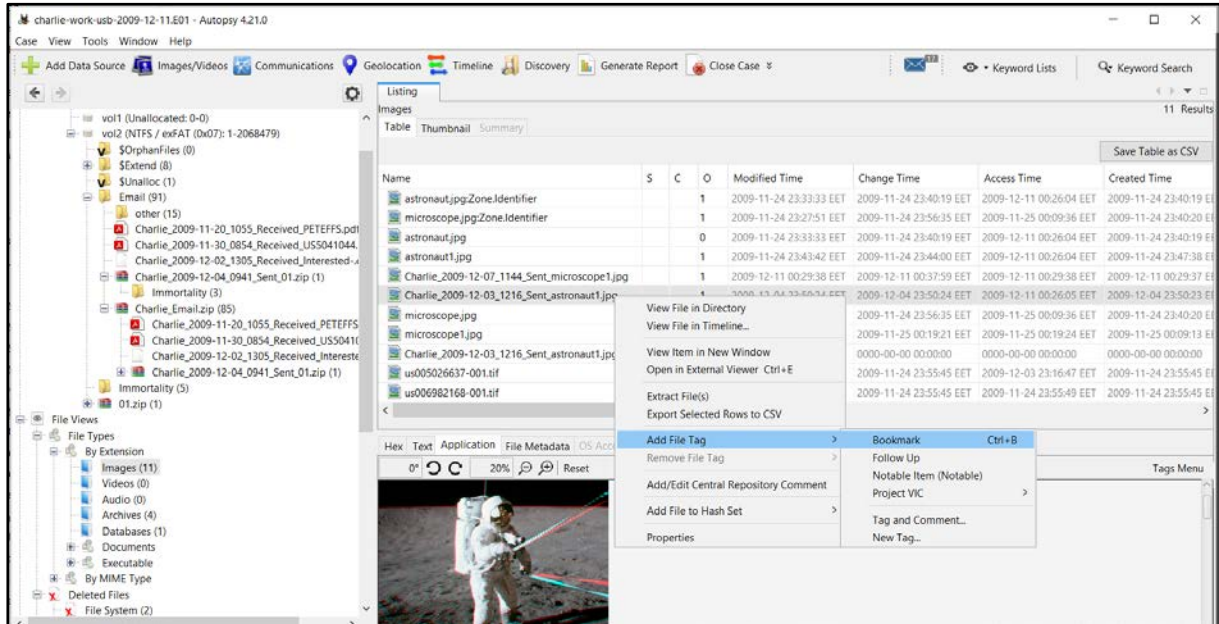 charlie-work-usb-2009-12-11.E01 - Autopsy 4.21.0
Case View Tools Window Help
Add Data Source Images/Videos Communications Geolocation Timeline Discovery Generate Report Close Case Keyword Lists Keyword Search
vol1 (Unallocated: 0-0)
vol2 (NTFS / exFAT (0x07): 1-2068479)
$OrphanFiles (0)
$Extend (8)
$Unalloc (1)
Email (91)
other (15)
Charlie_2009-11-20_1055_Received_PETEFFS.pdf
Charlie_2009-11-30_0854_Received_US5041044.
Charlie_2009-12-02_1305_Received_Interested-.
Charlie_2009-12-04_0941_Sent_01.zip (1)
Immortality (3)
Charlie_Email.zip (85)
Charlie_2009-11-20_1055_Received_PETEFFS
Charlie_2009-11-30_0854_Received_US5041(
Charlie_2009-12-02_1305_Received_Intereste
Charlie_2009-12-04_0941_Sent_01.zip (1)
Immortality (5)
01.zip (1)
File Views
File Types
By Extension
Images (11)
Videos (0)
Audio (0)
Archives (4)
Databases (1)
Documents
Executable
By MIME Type
Deleted Files
File System (2)
Listing
Images 11 Results
Table Thumbnail Summary
Save Table as CSV
Name S C O Modified Time Change Time Access Time Created Time
astronaut.jpg:Zone.Identifier 1 2009-11-24 23:33:33 EET 2009-11-24 23:40:19 EET 2009-12-11 00:26:04 EET 2009-11-24 23:40:19 EE
microscope.jpg:Zone.Identifier 1 2009-11-24 23:27:51 EET 2009-11-24 23:56:35 EET 2009-11-25 00:09:36 EET 2009-11-24 23:40:20 EE
astronaut.jpg 0 2009-11-24 23:33:33 EET 2009-11-24 23:40:19 EET 2009-12-11 00:26:04 EET 2009-11-24 23:40:19 EE
astronaut1.jpg 1 2009-11-24 23:43:42 EET 2009-11-24 23:44:00 EET 2009-12-11 00:26:04 EET 2009-11-24 23:47:38 EE
Charlie_2009-12-07_1144_Sent_microscope1.jpg 1 2009-12-11 00:29:38 EET 2009-12-11 00:37:59 EET 2009-12-11 00:29:38 EET 2009-12-11 00:29:37 EE
Charlie_2009-12-03_1216_Sent_astronaut1.jpg 1 2009-12-04 23:50:24 EET 2009-12-04 23:50:24 EET 2009-12-11 00:26:05 EET 2009-12-04 23:50:23 EE
microscope.jpg 2009-11-24 23:56:35 EET 2009-11-25 00:09:36 EET 2009-11-24 23:40:20 EE
microscope1.jpg 2009-11-25 00:19:21 EET 2009-11-25 00:19:24 EET 2009-11-25 00:09:13 EE
Charlie_2009-12-03_1216_Sent_astronaut1.jpg 0000-00-00 00:00:00 0000-00-00 00:00:00 0000-00-00 00:00:00
us005026637-001.tif 2009-11-24 23:55:45 EET 2009-12-03 23:16:47 EET 2009-11-24 23:55:45 EE
us006982168-001.tif 2009-11-24 23:55:45 EET 2009-11-24 23:55:49 EET 2009-11-24 23:55:45 EE
View File in Directory
View File in Timeline...
View Item in New Window
Open in External Viewer Ctrl+E
Extract File(s)
Export Selected Rows to CSV
Add File Tag
Remove File Tag
Add/Edit Central Repository Comment
Add File to Hash Set
Properties
Bookmark Ctrl+B
Follow Up
Notable Item (Notable)
Project VIC
Tag and Comment...
New Tag...
Hex Text Application File Metadata OS Acc
0° 20% Reset Tags Menu